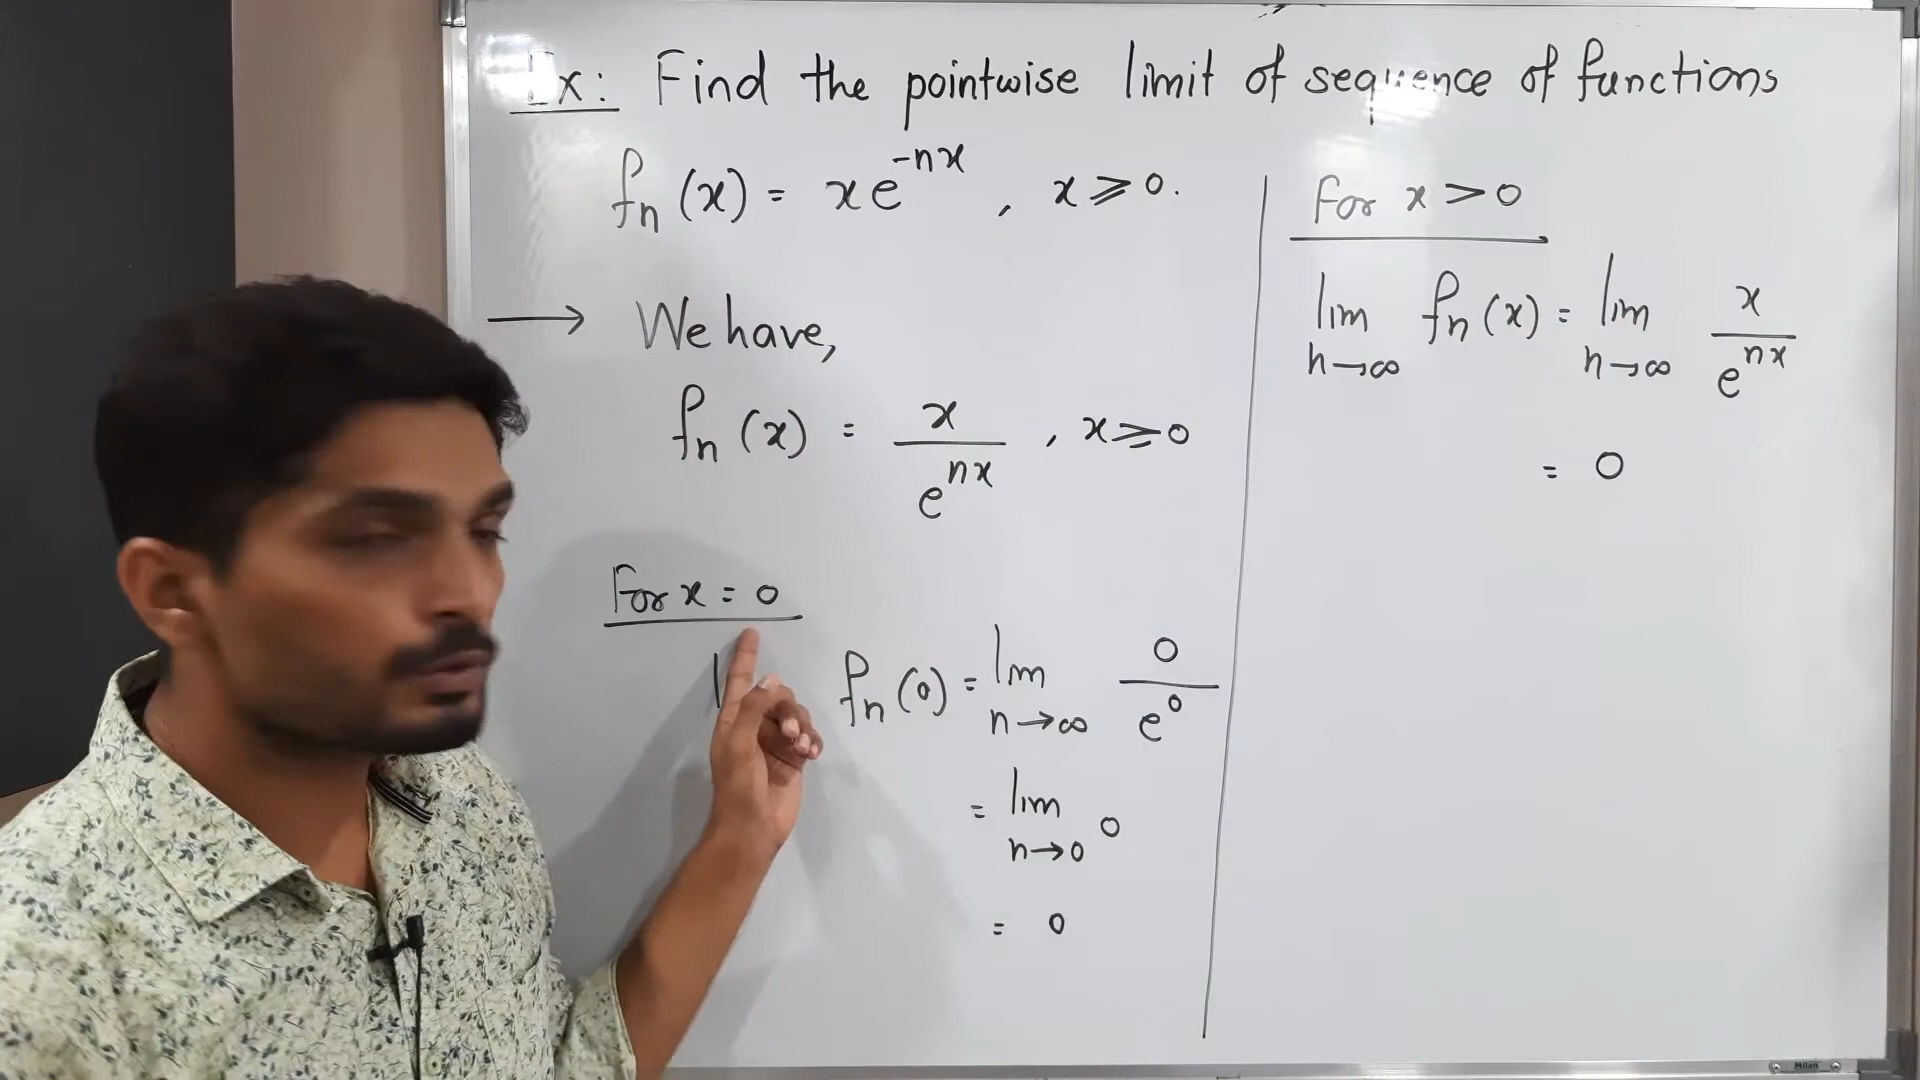 Ex: Find the pointwise limit of sequence of functions
fn(x) = xe^-nx, x ⩾ 0.
→ We have,
fn(x) = x/e^nx, x ≥ 0
For x = 0
fn(0) = lim n→∞ 0/e^0
= lim n→0 0
= 0
For x > 0
lim n→∞ fn(x) = lim n→∞ x/e^nx
= 0
Milan